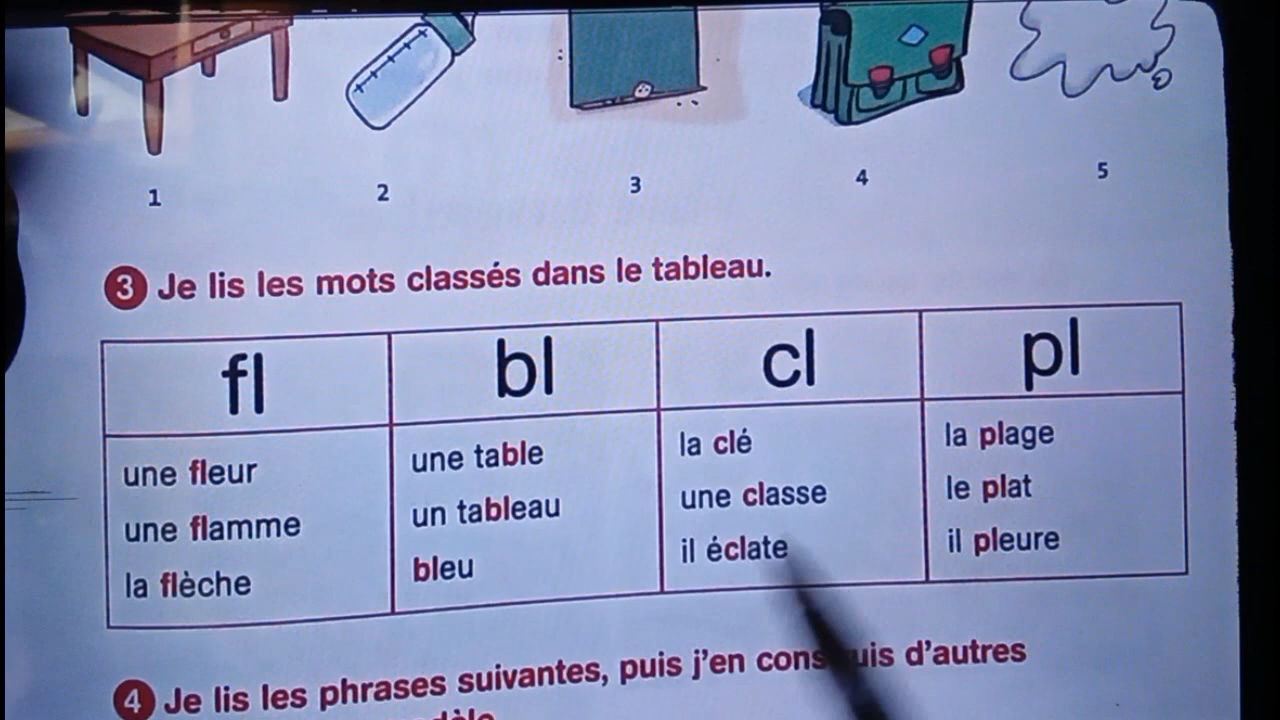 1 2 3 4 5
3 Je lis les mots classés dans le tableau.
fl bl cl pl
une fleur une table la clé la plage
une flamme un tableau une classe le plat
la flèche bleu il éclate il pleure
4 Je lis les phrases suivantes, puis j'en d'autres